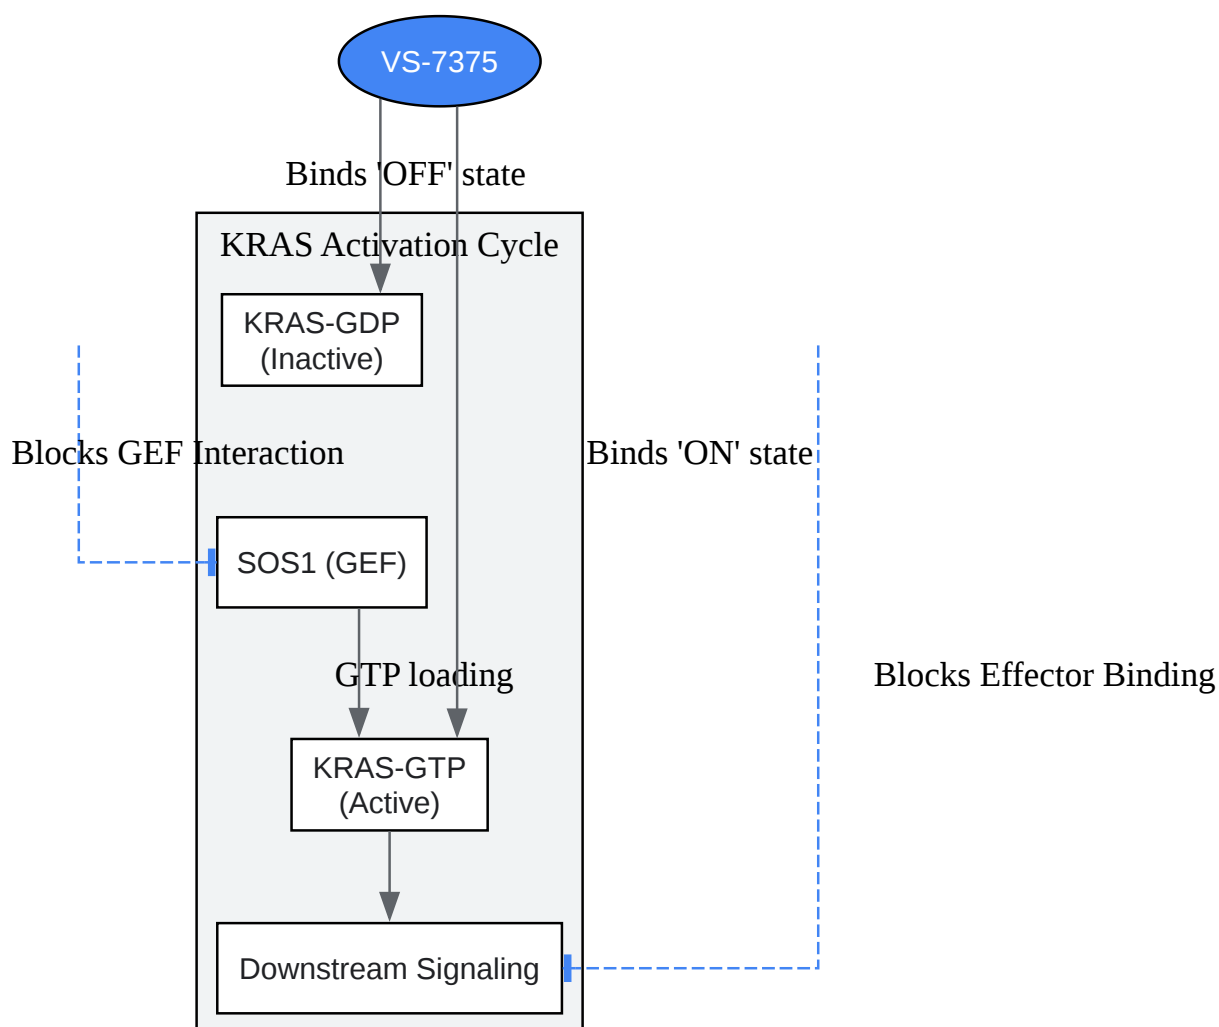 VS-7375
Binds 'OFF' state
KRAS Activation Cycle
KRAS-GDP
(Inactive)
Blocks GEF Interaction
Binds 'ON' state
SOS1 (GEF)
GTP loading
Blocks Effector Binding
KRAS-GTP
(Active)
Downstream Signaling